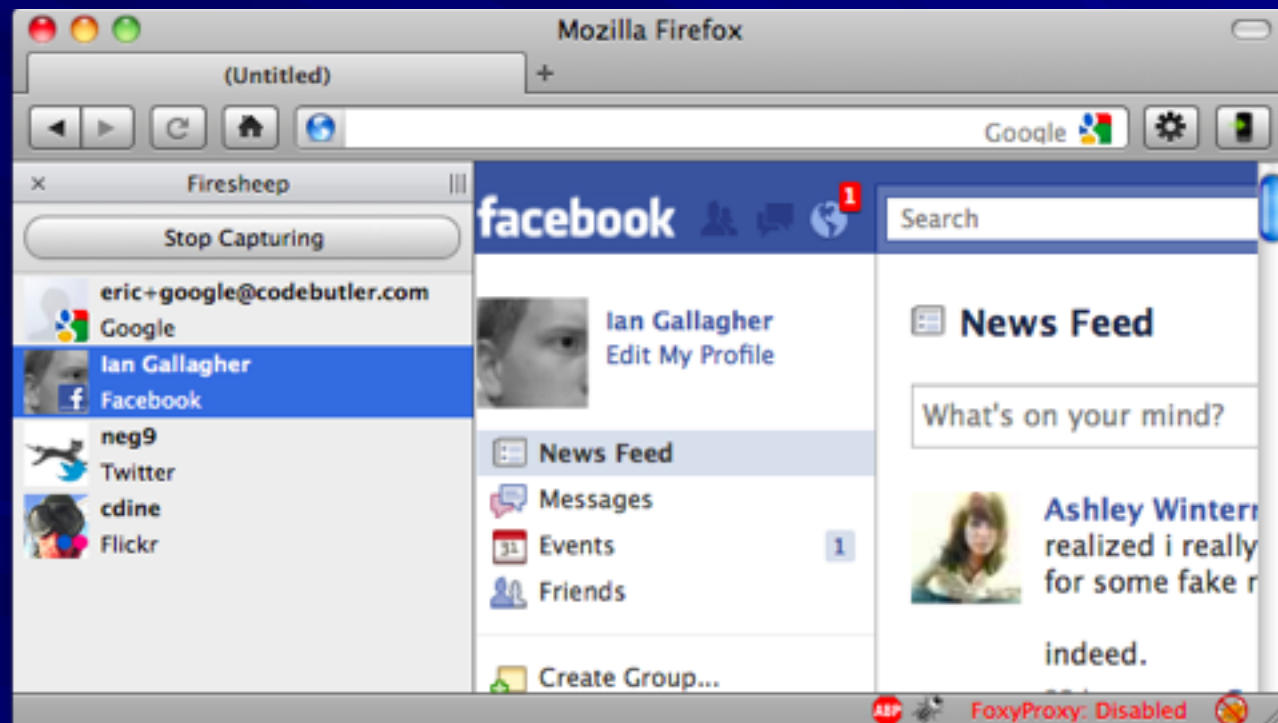 Mozilla Firefox
(Untitled)
+
Google
× Firesheep
Stop Capturing
eric+google@codebutler.com
Google
Ian Gallagher
f Facebook
neg9
Twitter
cdine
Flickr
facebook
1
Search
Ian Gallagher
Edit My Profile
News Feed
Messages
31 Events 1
Friends
Create Group...
News Feed
What's on your mind?
Ashley
realized i really
for some fake
indeed.
ABP FoxyProxy: Disabled